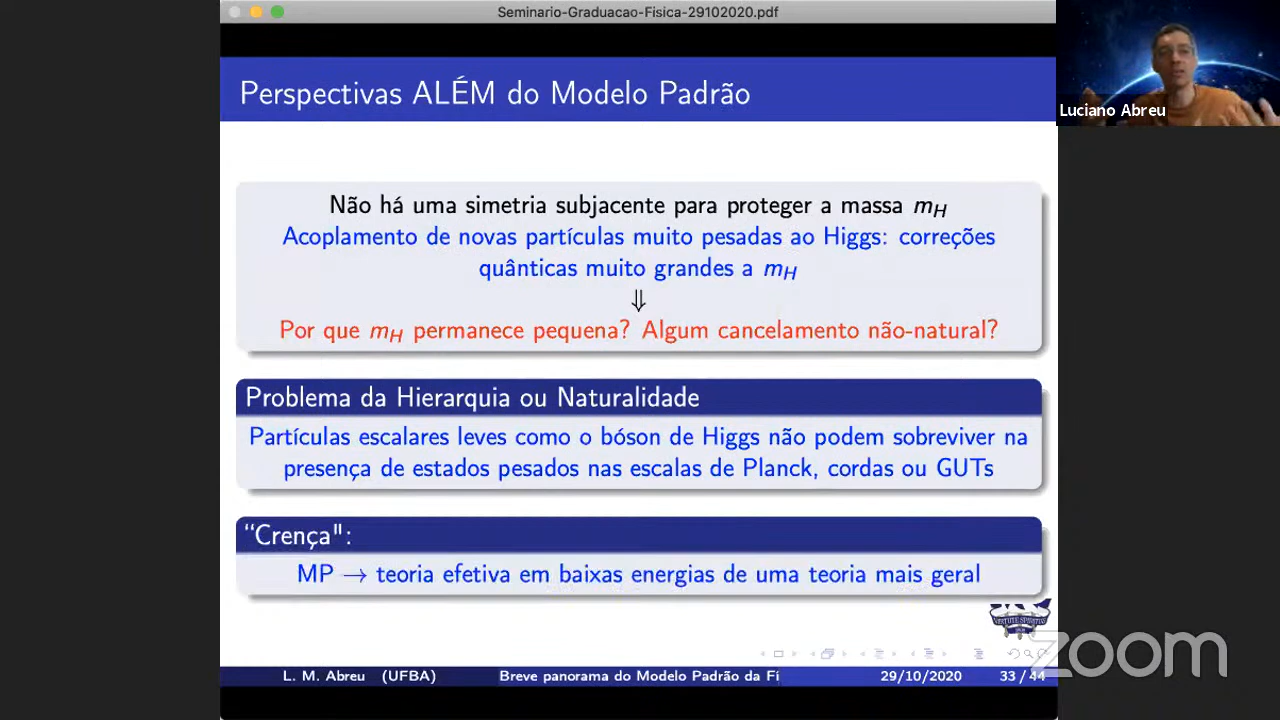 Seminario-Graduacao-Fisica-29102020.pdf
Luciano Abreu
Perspectivas ALÉM do Modelo Padrão
Não há uma simetria subjacente para proteger a massa m_H
Acoplamento de novas partículas muito pesadas ao Higgs: correções
quânticas muito grandes a m_H
⇓
Por que m_H permanece pequena? Algum cancelamento não-natural?
Problema da Hierarquia ou Naturalidade
Partículas escalares leves como o bóson de Higgs não podem sobreviver na
presença de estados pesados nas escalas de Planck, cordas ou GUTs
“Crença":
MP → teoria efetiva em baixas energias de uma teoria mais geral
VIRTUTE SPIRITUS
zoom
L. M. Abreu (UFBA) Breve panorama do Modelo Padrão da Fí 29/10/2020 33 / 44